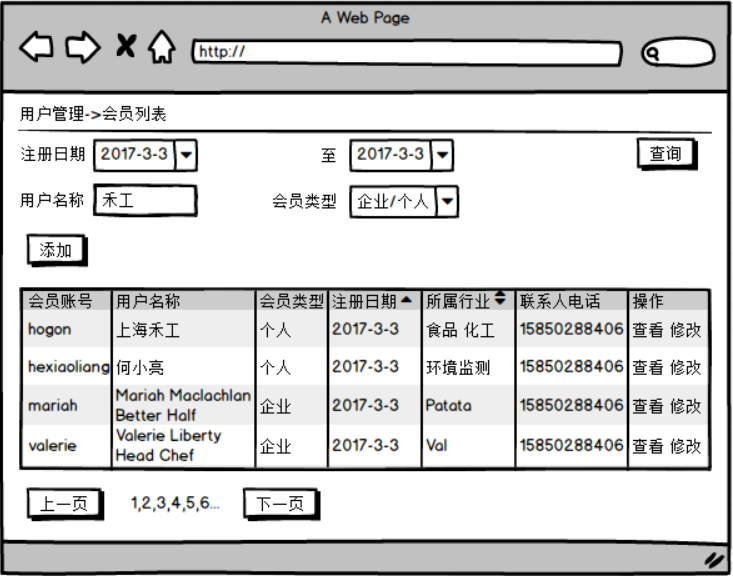 A Web Page
http://
用户管理->会员列表
注册日期 2017-3-3 至 2017-3-3 查询
用户名称 禾工 会员类型 企业/个人
添加
会员账号 用户名称 会员类型 注册日期 所属行业 联系人电话 操作
hogon 上海禾工 个人 2017-3-3 食品 化工 15850288406 查看 修改
hexiaoliang 何小亮 个人 2017-3-3 环境监测 15850288406 查看 修改
mariah Mariah Maclachlan
Better Half 企业 2017-3-3 Patata 15850288406 查看 修改
valerie Valerie Liberty
Head Chef 企业 2017-3-3 Val 15850288406 查看 修改
上一页 1,2,3,4,5,6... 下一页